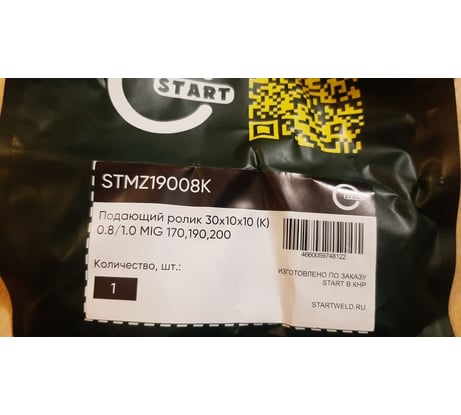 START
STMZ19008K
Подающий ролик 30x10x10 (К)
0.8/1.0 MIG 170,190,200
Количество, шт.:
1
4660059748122
ИЗГОТОВЛЕНО ПО ЗАКАЗУ
START В КНР
STARTWELD.RU